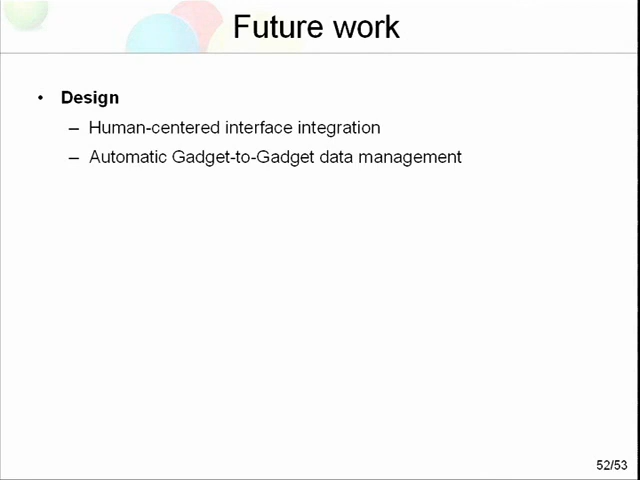 Future work
• Design
– Human-centered interface integration
– Automatic Gadget-to-Gadget data management
52/53